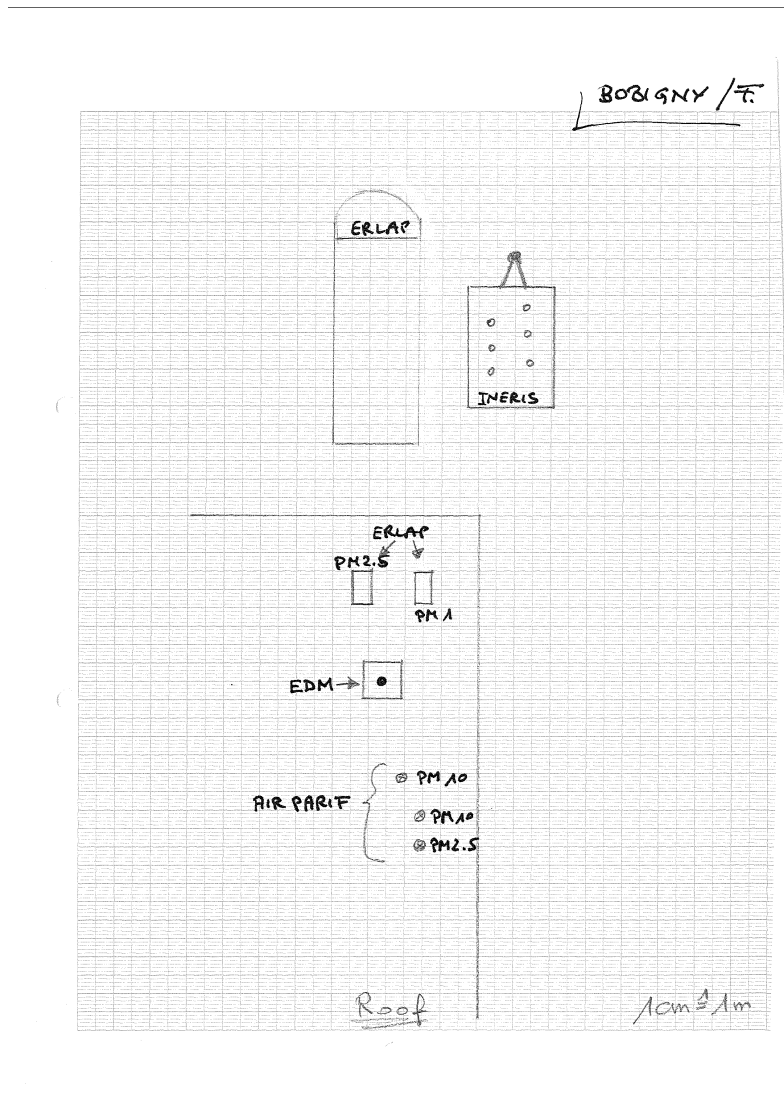 BOBIGNY / F.
ERLAP
INERIS
ERLAP
PM2.5
PM1
EDM
PM10
AIR PARIF
PM10
PM2.5
Roof
1cm ≙ 1m